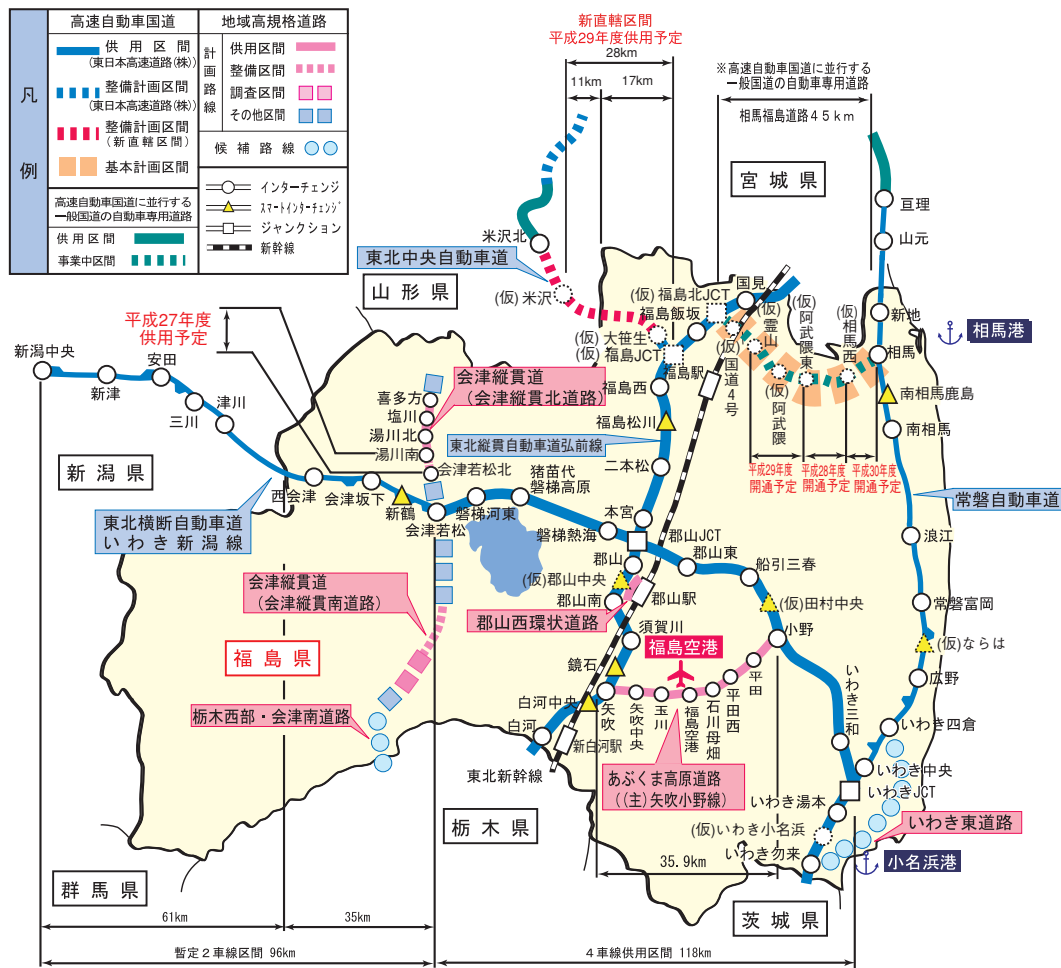 凡
例
高速自動車国道
供用区間
(東日本高速道路(株))
整備計画区間
(東日本高速道路(株))
整備計画区間
(新直轄区間)
基本計画区間
高速自動車国道に並行する
一般国道の自動車専用道路
供用区間
事業中区間
地域高規格道路
計画路線
供用区間
整備区間
調査区間
その他区間
候補路線
インターチェンジ
スマートインターチェンジ
ジャンクション
新幹線
新直轄区間
平成29年度供用予定
28km
11km
17km
※高速自動車国道に並行する
一般国道の自動車専用道路
相馬福島道路45km
宮城県
山形県
新潟県
福島県
群馬県
栃木県
茨城県
米沢北
東北中央自動車道
(仮)米沢
(仮)福島北JCT
国見
福島飯坂
(仮)大笹生
(仮)福島JCT
福島駅
福島西
(仮)国道4号
(仮)霊山
(仮)阿武隈
(仮)阿武隈東
(仮)相馬西
平成29年度
開通予定
平成28年度
開通予定
平成30年度
開通予定
亘理
山元
新地
相馬
相馬港
南相馬鹿島
南相馬
常磐自動車道
浪江
常磐富岡
(仮)ならは
広野
いわき四倉
いわき中央
いわきJCT
いわき湯本
(仮)いわき小名浜
いわき勿来
いわき東道路
小名浜港
平成27年度
供用予定
新潟中央
新津
安田
三川
津川
西会津
会津坂下
新鶴
会津若松
喜多方
塩川
湯川北
湯川南
会津若松北
会津縦貫道
(会津縦貫北道路)
東北縦貫自動車道弘前線
福島松川
二本松
本宮
猪苗代
磐梯高原
磐梯河東
磐梯熱海
郡山JCT
郡山
郡山東
船引三春
(仮)田村中央
小野
いわき三和
(仮)郡山中央
郡山南
郡山駅
郡山西環状道路
須賀川
鏡石
福島空港
白河中央
白河
新白河駅
東北新幹線
矢吹
矢吹中央
玉川
福島空港
石川母畑
平田西
平田
あぶくま高原道路
((主)矢吹小野線)
東北横断自動車道
いわき新潟線
会津縦貫道
(会津縦貫南道路)
栃木西部・会津南道路
35.9km
61km
35km
暫定2車線区間 96km
4車線供用区間 118km